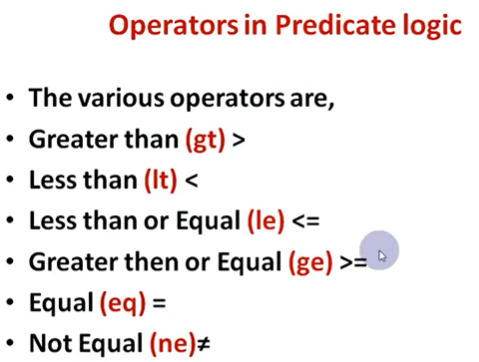 Operators in Predicate logic
• The various operators are,
• Greater than (gt) >
• Less than (lt) <
• Less than or Equal (le) <=
• Greater then or Equal (ge) >=
• Equal (eq) =
• Not Equal (ne)≠